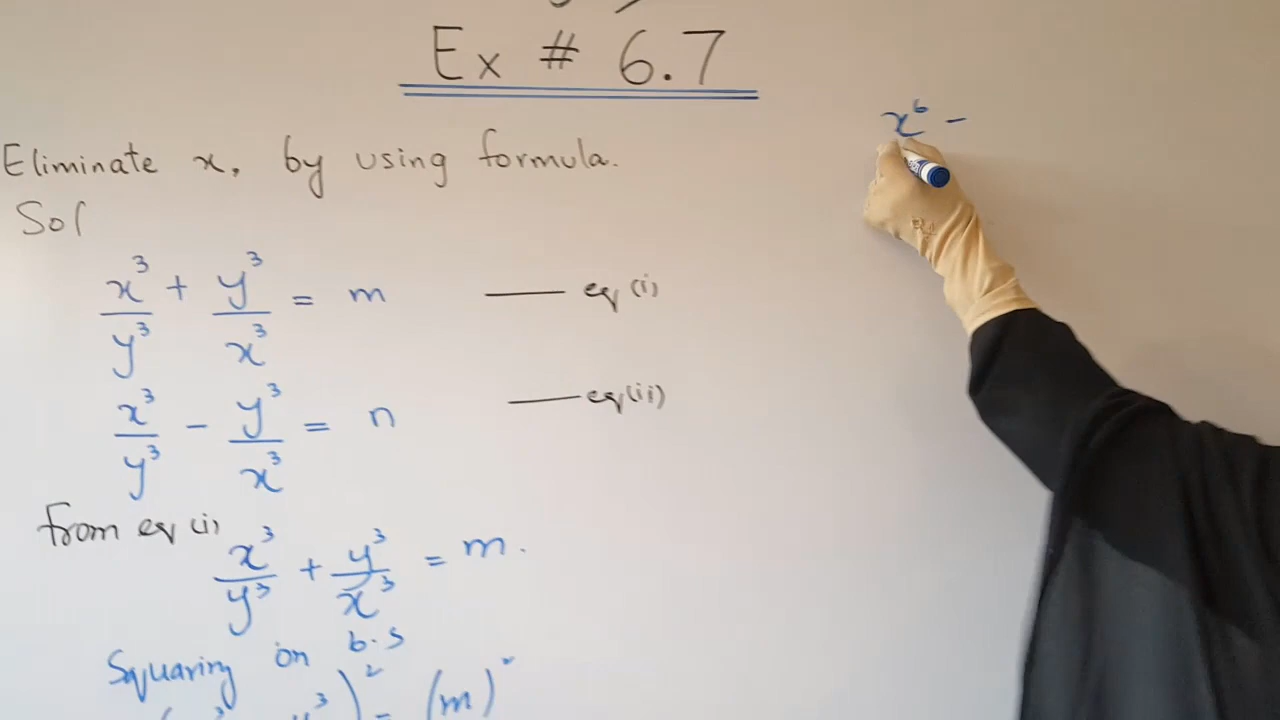 Ex # 6.7
Eliminate x, by using formula.
Sol
x³/y³ + y³/x³ = m —— eq (i)
x³/y³ - y³/x³ = n —— eq(ii)
From eq (i)
x³/y³ + y³/x³ = m.
Squaring on b.s
)² = (m)²
x⁶ -